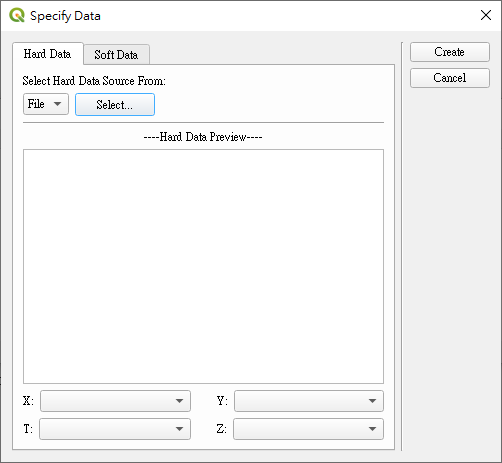 Specify Data
Hard Data Soft Data
Create
Cancel
Select Hard Data Source From:
File Select...
----Hard Data Preview----
X: Y:
T: Z: